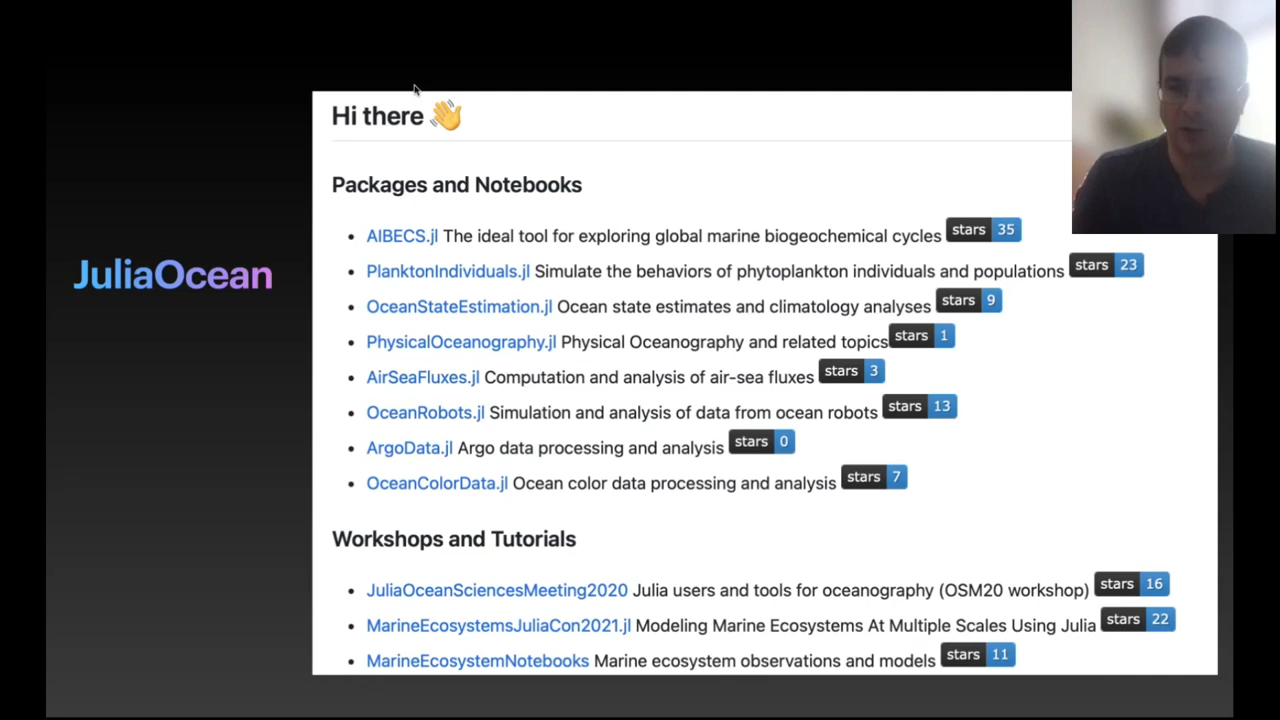 Hi there 👋
Packages and Notebooks
AIBECS.jl The ideal tool for exploring global marine biogeochemical cycles stars 35
PlanktonIndividuals.jl Simulate the behaviors of phytoplankton individuals and populations stars 23
JuliaOcean
OceanStateEstimation.jl Ocean state estimates and climatology analyses stars 9
PhysicalOceanography.jl Physical Oceanography and related topics stars 1
AirSeaFluxes.jl Computation and analysis of air-sea fluxes stars 3
OceanRobots.jl Simulation and analysis of data from ocean robots stars 13
ArgoData.jl Argo data processing and analysis stars 0
OceanColorData.jl Ocean color data processing and analysis stars 7
Workshops and Tutorials
JuliaOceanSciencesMeeting2020 Julia users and tools for oceanography (OSM20 workshop) stars 16
MarineEcosystemsJuliaCon2021.jl Modeling Marine Ecosystems At Multiple Scales Using Julia stars 22
MarineEcosystemNotebooks Marine ecosystem observations and models stars 11